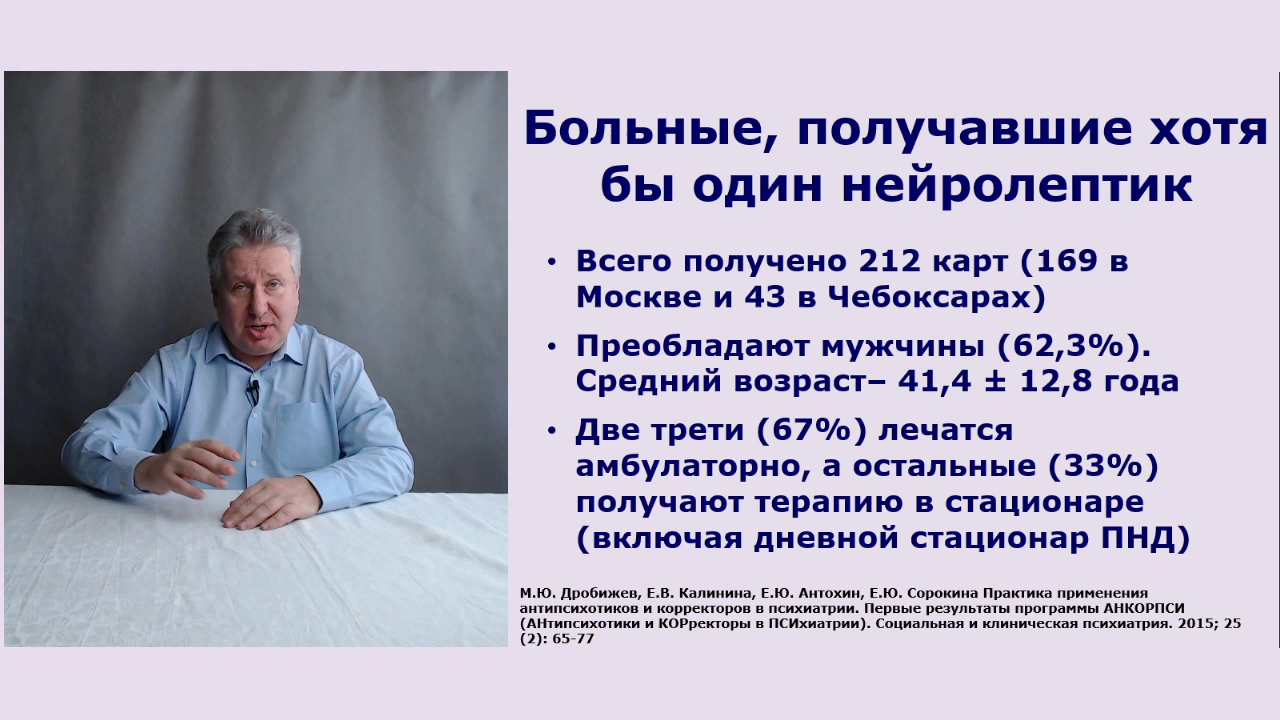 Больные, получавшие хотя
бы один нейролептик
• Всего получено 212 карт (169 в
Москве и 43 в Чебоксарах)
• Преобладают мужчины (62,3%).
Средний возраст– 41,4 ± 12,8 года
• Две трети (67%) лечатся
амбулаторно, а остальные (33%)
получают терапию в стационаре
(включая дневной стационар ПНД)
М.Ю. Дробижев, Е.В. Калинина, Е.Ю. Антохин, Е.Ю. Сорокина Практика применения
антипсихотиков и корректоров в психиатрии. Первые результаты программы АНКОРПСИ
(АНтипсихотики и КОРректоры в ПСИхиатрии). Социальная и клиническая психиатрия. 2015; 25
(2): 65-77